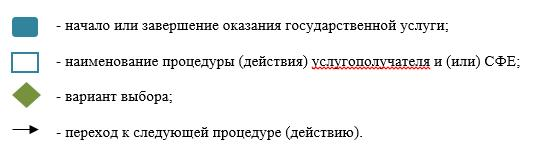 - начало или завершение оказания государственной услуги;
- наименование процедуры (действия) услугополучателя и (или) СФЕ;
- вариант выбора;
- переход к следующей процедуре (действию).